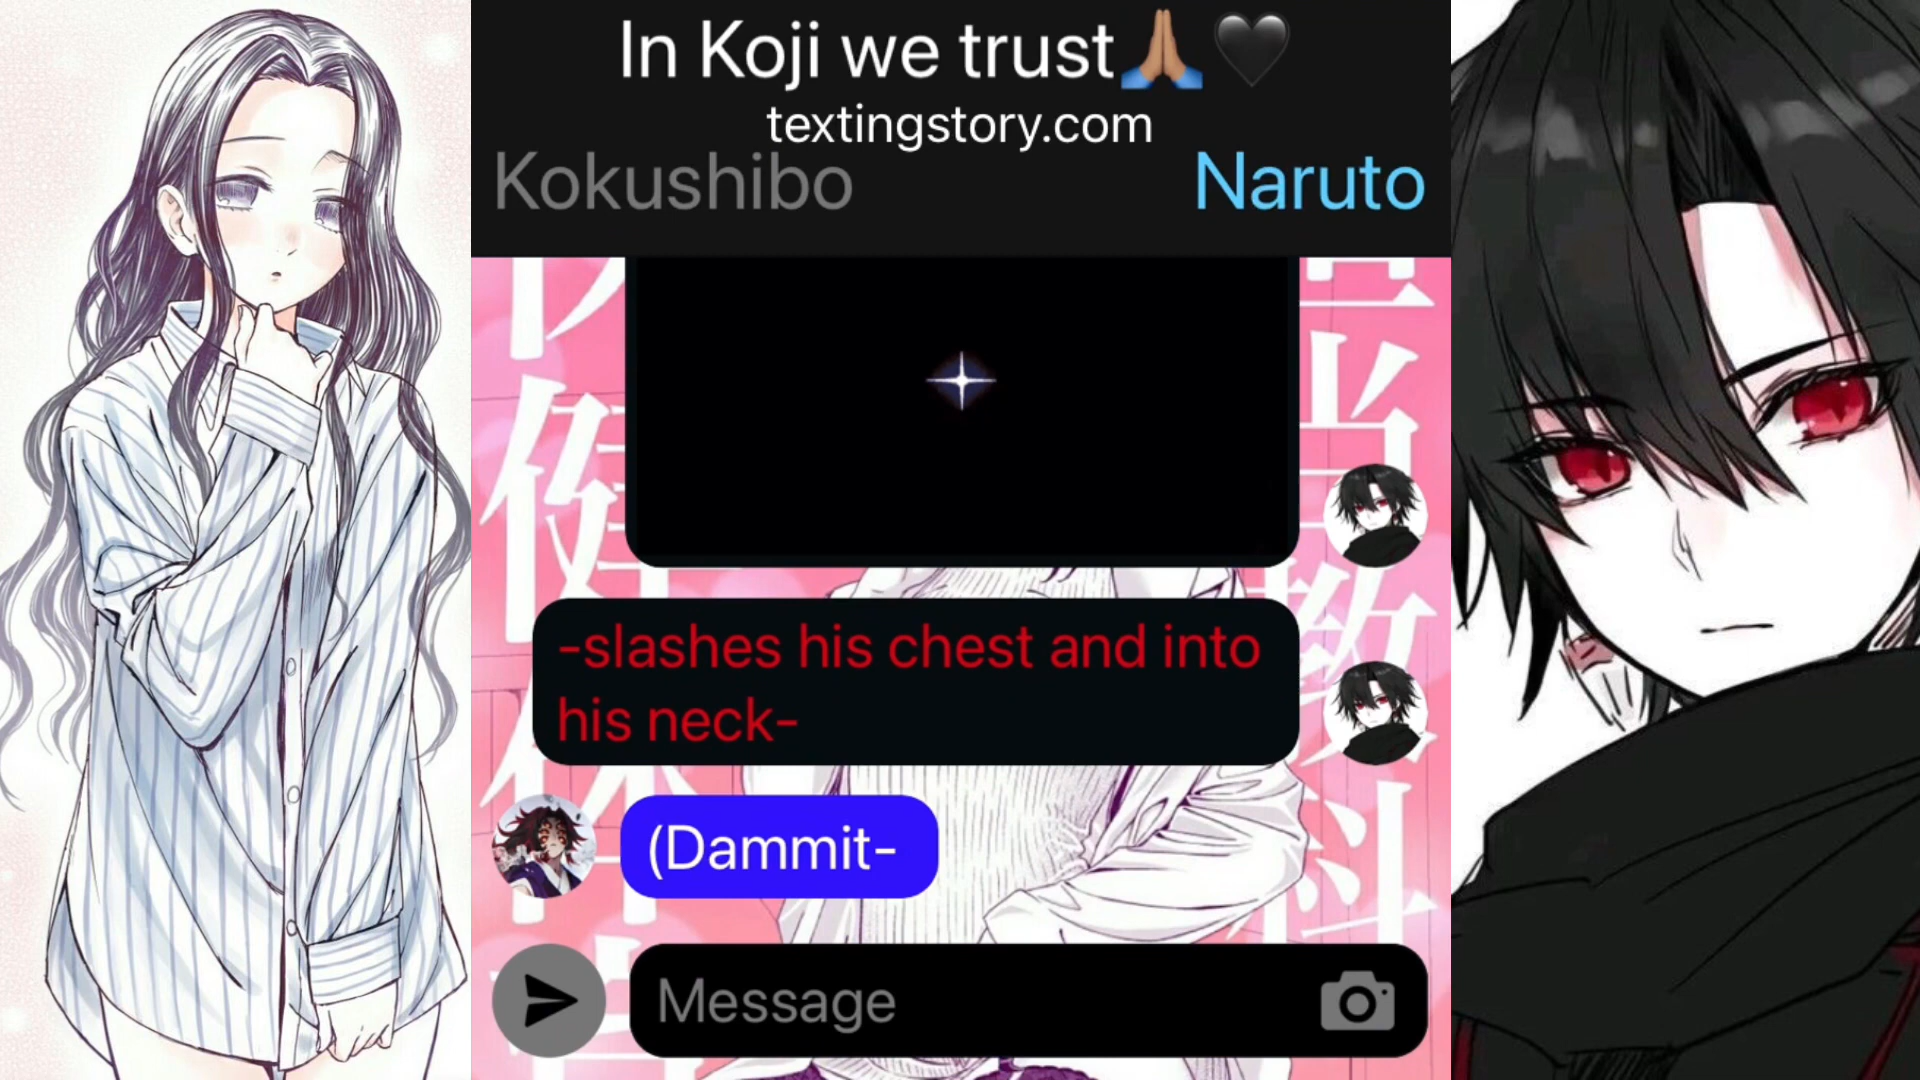 In Koji we trust🙏🏽🖤
textingstory.com
Kokushibo
Naruto
-slashes his chest and into
his neck-
(Dammit-
Message